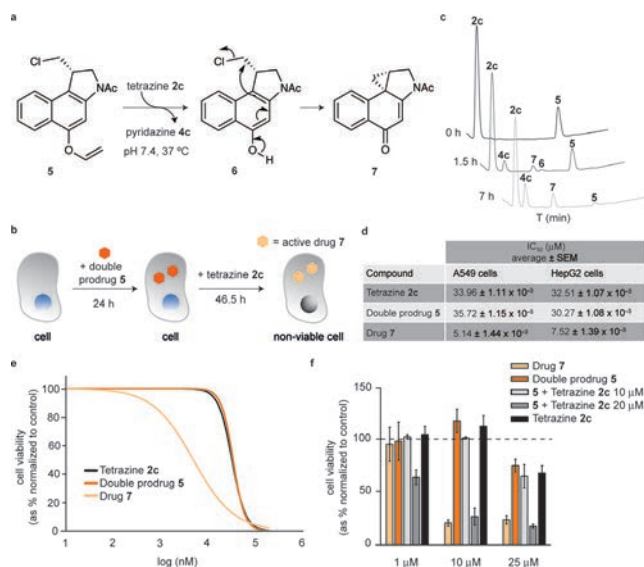 a
Cl
NAc
O
5
tetrazine 2c
pyridazine 4c
pH 7.4, 37 ºC
Cl
NAc
O
H
6
NAc
O
7
b
+ double
prodrug 5
24 h
+ tetrazine 2c
46.5 h
= active drug 7
cell
cell
non-viable cell
c
2c
2c
2c
5
0 h
4c
7
6
5
1.5 h
4c
7
5
7 h
T (min)
d
IC50 (µM)
average ± SEM
Compound A549 cells HepG2 cells
Tetrazine 2c 33.96 ± 1.11 x 10⁻³ 32.51 ± 1.07 x 10⁻³
Double prodrug 5 35.72 ± 1.15 x 10⁻³ 30.27 ± 1.08 x 10⁻³
Drug 7 5.14 ± 1.44 x 10⁻³ 7.52 ± 1.39 x 10⁻³
e
cell viability
(as % normalized to control)
100
80
60
40
20
0
Tetrazine 2c
Double prodrug 5
Drug 7
1 2 3 4 5 6
log (nM)
f
Drug 7
Double prodrug 5
5 + Tetrazine 2c 10 µM
5 + Tetrazine 2c 20 µM
Tetrazine 2c
cell viability
(as % normalized to control)
150
100
50
0
1 µM 10 µM 25 µM